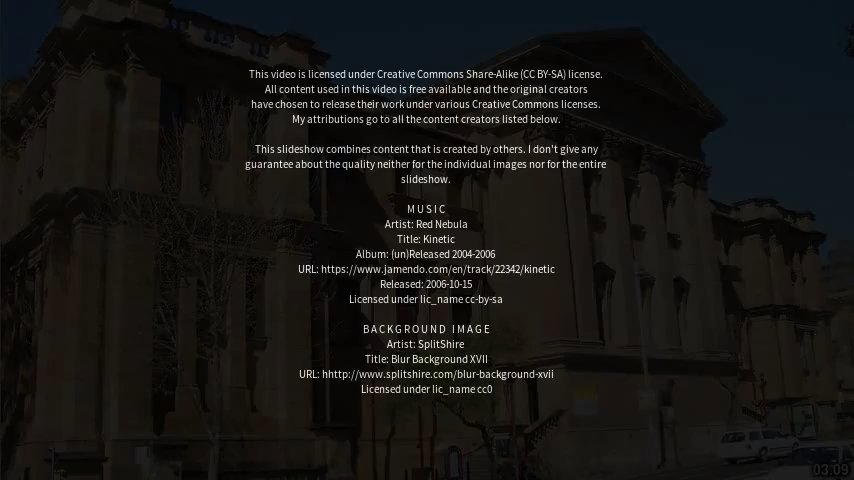 This video is licensed under Creative Commons Share-Alike (CC BY-SA) license.
All content used in this video is free available and the original creators
have chosen to release their work under various Creative Commons licenses.
My attributions go to all the content creators listed below.
This slideshow combines content that is created by others. I don't give any
guarantee about the quality neither for the individual images nor for the entire
slideshow.
MUSIC
Artist: Red Nebula
Title: Kinetic
Album: (un)Released 2004-2006
URL: https://www.jamendo.com/en/track/22342/kinetic
Released: 2006-10-15
Licensed under lic_name cc-by-sa
BACKGROUND IMAGE
Artist: SplitShire
Title: Blur Background XVII
URL: hhttp://www.splitshire.com/blur-background-xvii
Licensed under lic_name cc0
03:09